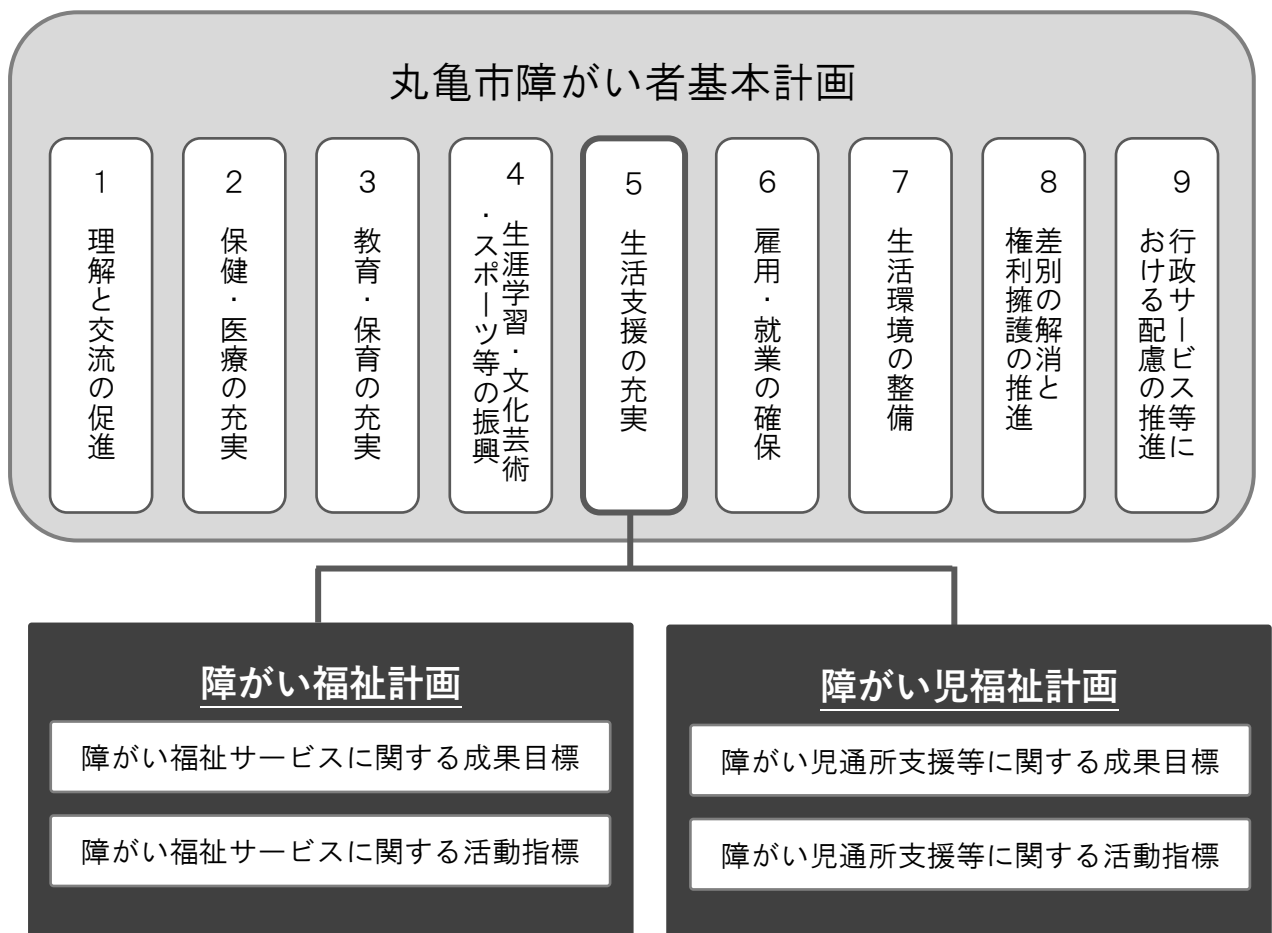 丸亀市障がい者基本計画
1
理解と交流の促進
2
保健・医療の充実
3
教育・保育の充実
4
生涯学習・文化芸術
・スポーツ等の振興
5
生活支援の充実
6
雇用・就業の確保
7
生活環境の整備
8
差別の解消と
権利擁護の推進
9
行政サービス等に
おける配慮の推進
障がい福祉計画
障がい福祉サービスに関する成果目標
障がい福祉サービスに関する活動指標
障がい児福祉計画
障がい児通所支援等に関する成果目標
障がい児通所支援等に関する活動指標